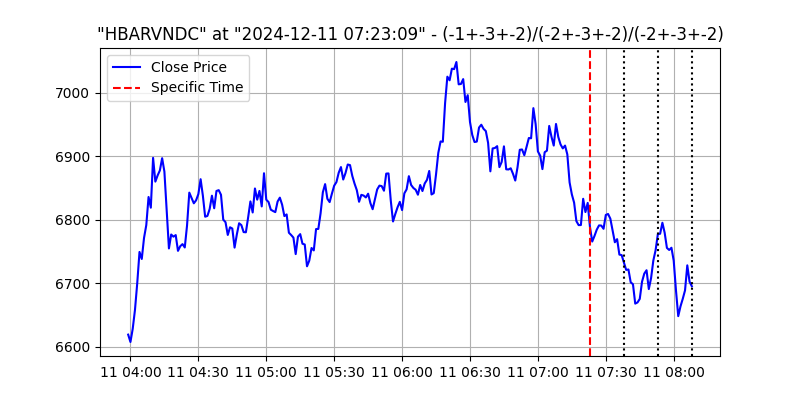 "HBARVNDC" at "2024-12-11 07:23:09" - (-1+-3+-2)/(-2+-3+-2)/(-2+-3+-2)
Close Price
Specific Time
7000
6900
6800
6700
6600
11 04:00 11 04:30 11 05:00 11 05:30 11 06:00 11 06:30 11 07:00 11 07:30 11 08:00